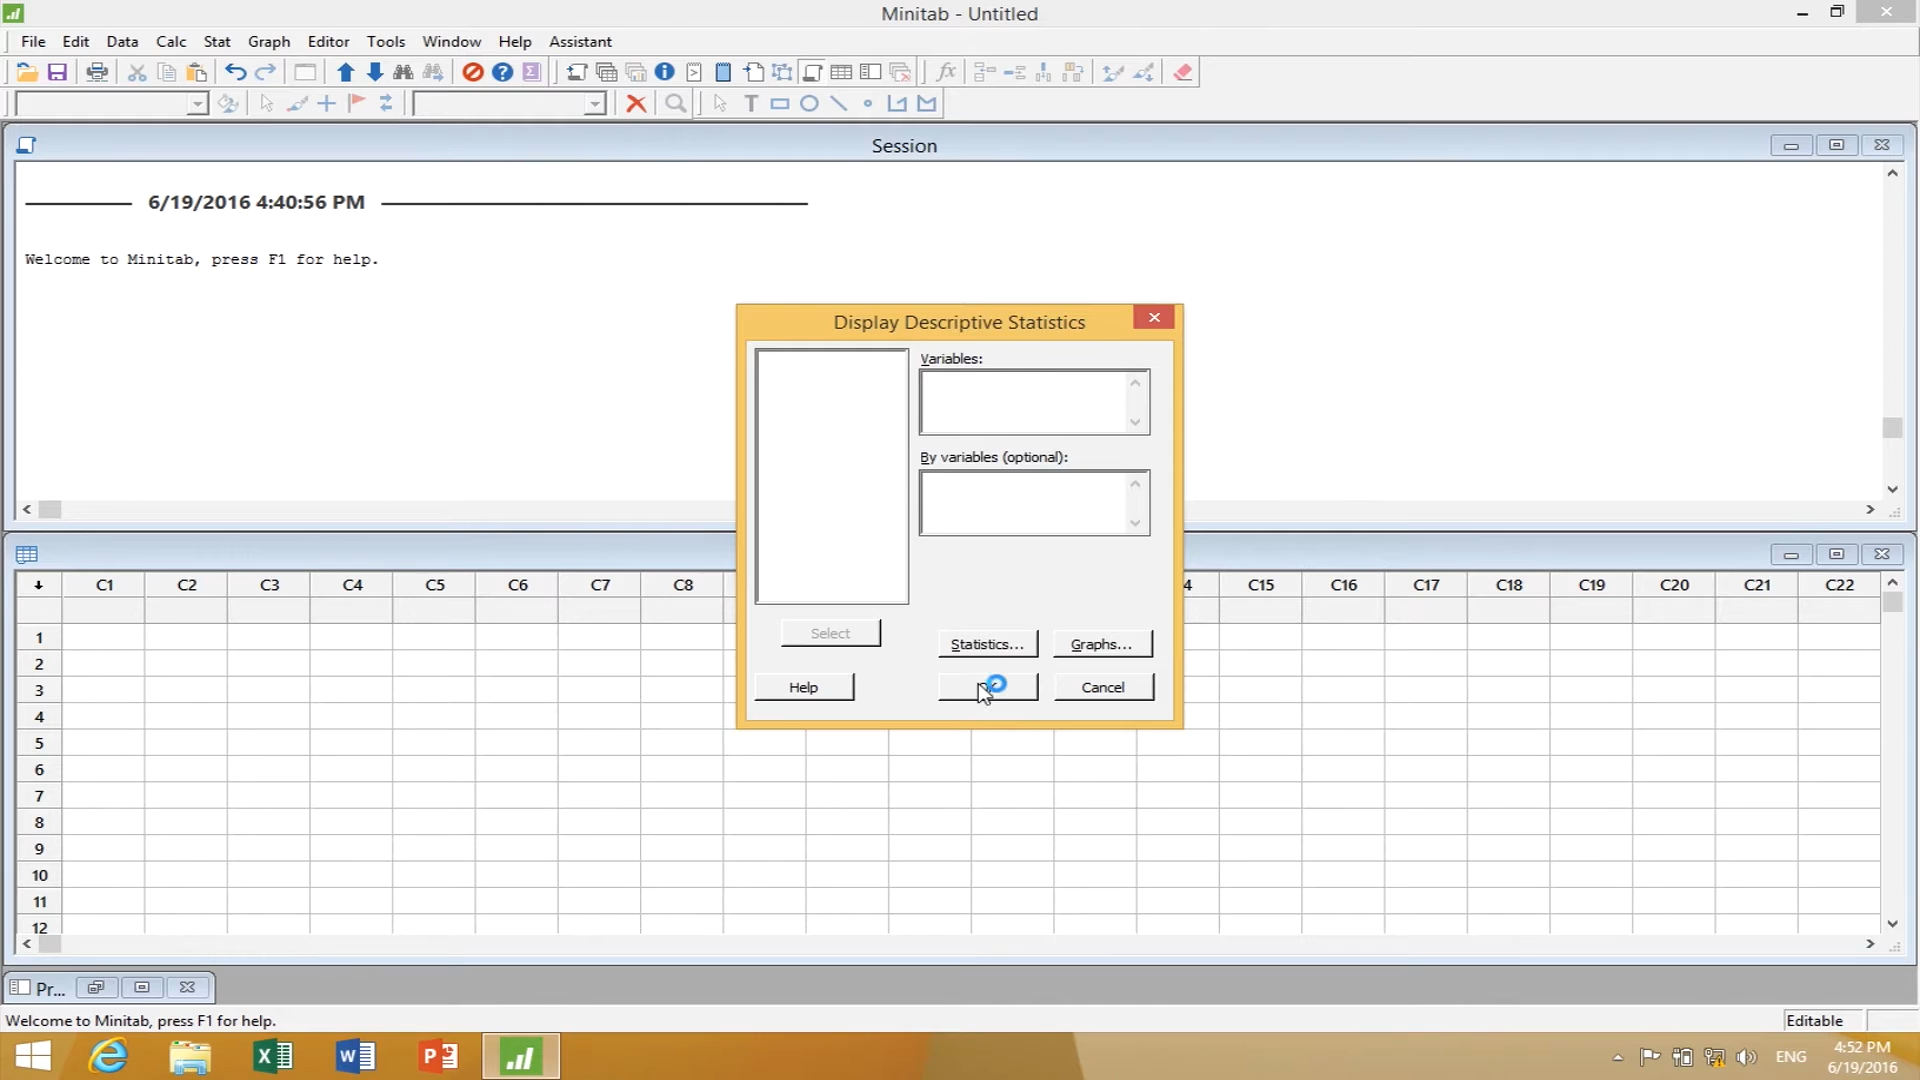 Minitab - Untitled
File Edit Data Calc Stat Graph Editor Tools Window Help Assistant
Session
6/19/2016 4:40:56 PM
Welcome to Minitab, press F1 for help.
Display Descriptive Statistics
Variables:
By variables (optional):
Select
Statistics... Graphs...
Help Cancel
C1 C2 C3 C4 C5 C6 C7 C8 4 C15 C16 C17 C18 C19 C20 C21 C22
1
2
3
4
5
6
7
8
9
10
11
12
Pr...
Welcome to Minitab, press F1 for help. Editable
ENG
4:52 PM
6/19/2016